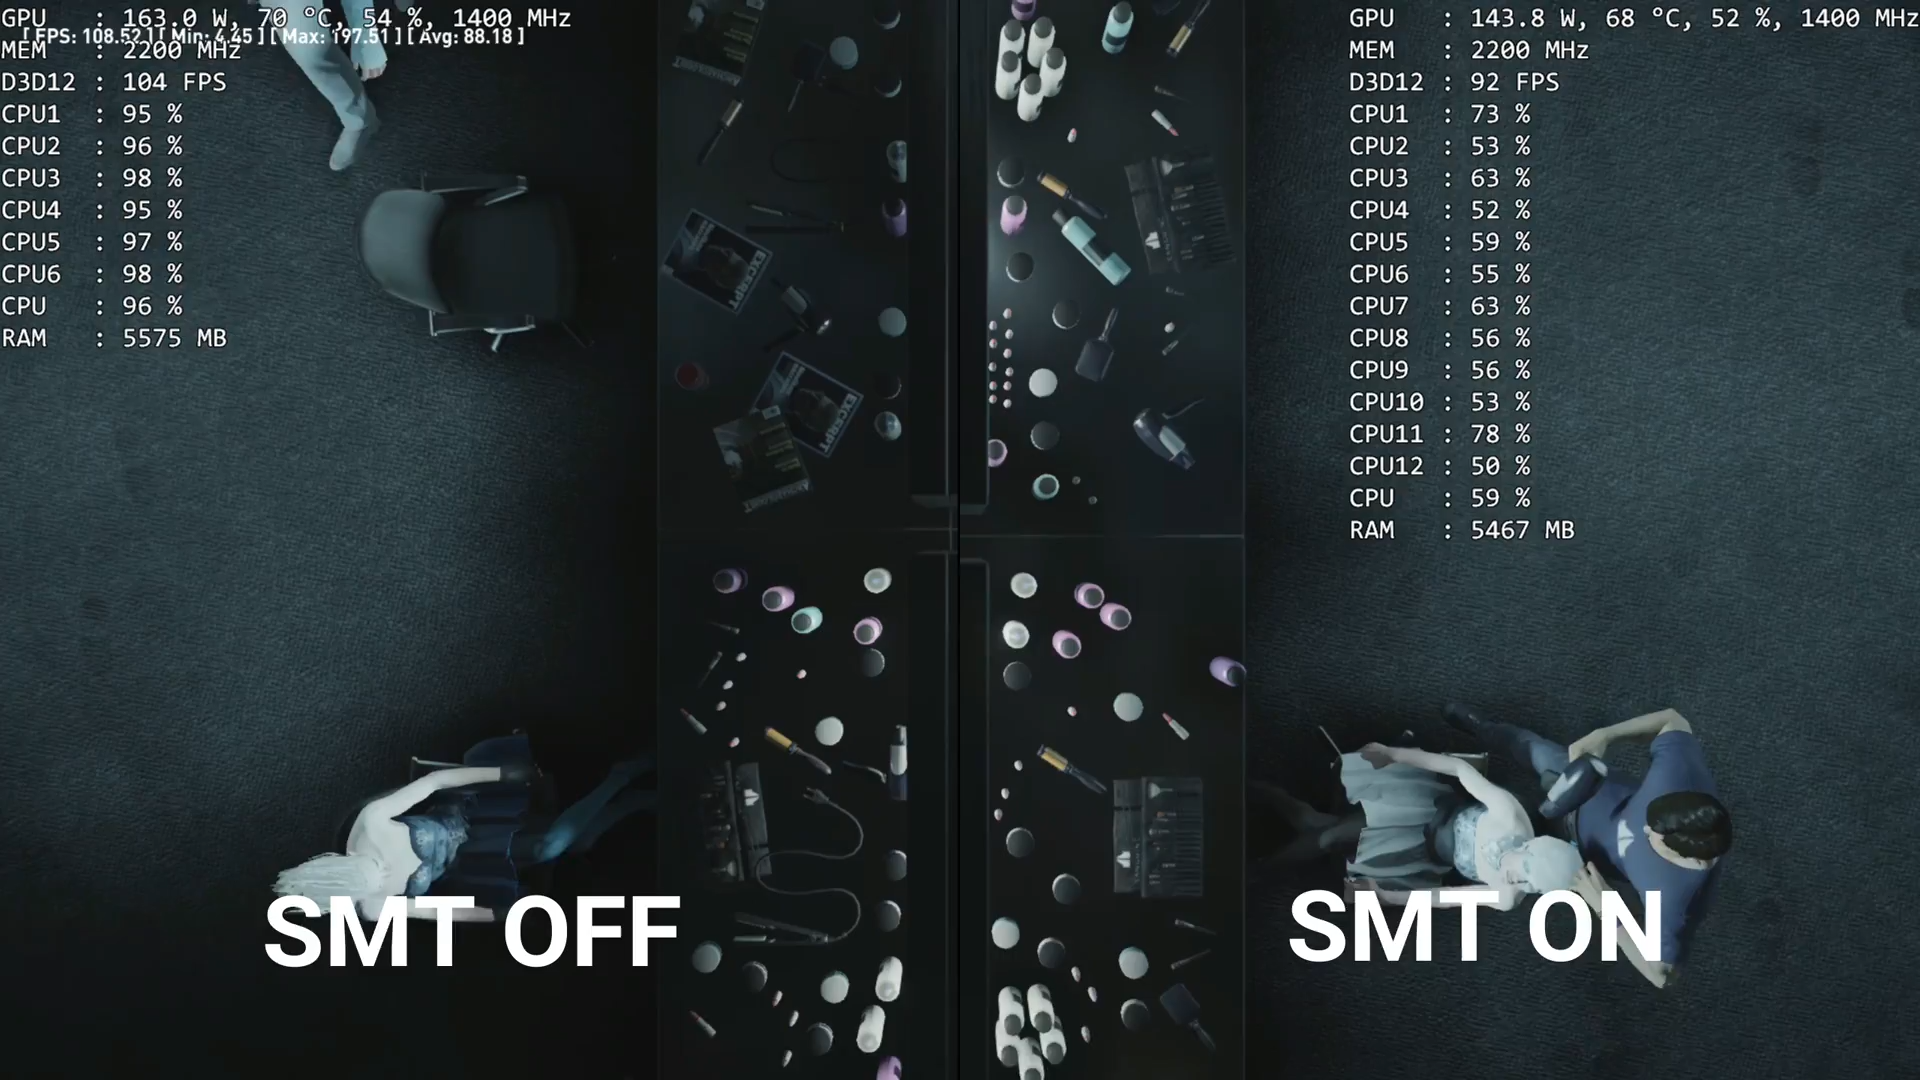 GPU : 163.0 W, 70 °C, 54 %, 1400 MHz
[ FPS: 108.52 ] [ Min: 4.45 ] [ Max: 197.51 ] [ Avg: 88.18 ]
MEM : 2200 MHz
D3D12 : 104 FPS
CPU1 : 95 %
CPU2 : 96 %
CPU3 : 98 %
CPU4 : 95 %
CPU5 : 97 %
CPU6 : 98 %
CPU : 96 %
RAM : 5575 MB
GPU : 143.8 W, 68 °C, 52 %, 1400 MHz
MEM : 2200 MHz
D3D12 : 92 FPS
CPU1 : 73 %
CPU2 : 53 %
CPU3 : 63 %
CPU4 : 52 %
CPU5 : 59 %
CPU6 : 55 %
CPU7 : 63 %
CPU8 : 56 %
CPU9 : 56 %
CPU10 : 53 %
CPU11 : 78 %
CPU12 : 50 %
CPU : 59 %
RAM : 5467 MB
EXCERPT
EXCERPT
SMT OFF
SMT ON